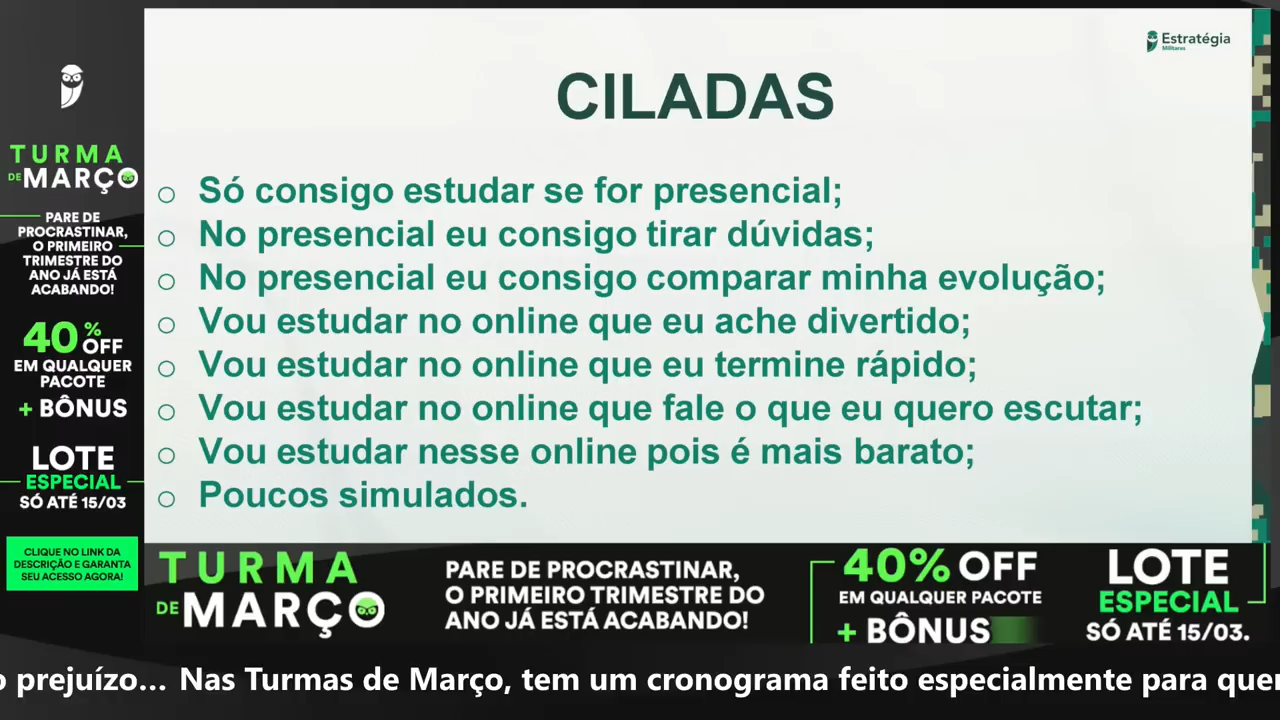 Estratégia
Militares
CILADAS
Só consigo estudar se for presencial;
No presencial eu consigo tirar dúvidas;
No presencial eu consigo comparar minha evolução;
Vou estudar no online que eu ache divertido;
Vou estudar no online que eu termine rápido;
Vou estudar no online que fale o que eu quero escutar;
Vou estudar nesse online pois é mais barato;
Poucos simulados.
TURMA
DE MARÇO
PARE DE
PROCRASTINAR,
O PRIMEIRO
TRIMESTRE DO
ANO JÁ ESTÁ
ACABANDO!
40% OFF
EM QUALQUER
PACOTE
+ BÔNUS
LOTE
ESPECIAL
SÓ ATÉ 15/03
CLIQUE NO LINK DA
DESCRIÇÃO E GARANTA
SEU ACESSO AGORA!
TURMA
DE MARÇO
PARE DE PROCRASTINAR,
O PRIMEIRO TRIMESTRE DO
ANO JÁ ESTÁ ACABANDO!
40% OFF
EM QUALQUER PACOTE
+ BÔNUS
LOTE
ESPECIAL
SÓ ATÉ 15/03.
o prejuízo... Nas Turmas de Março, tem um cronograma feito especialmente para quer